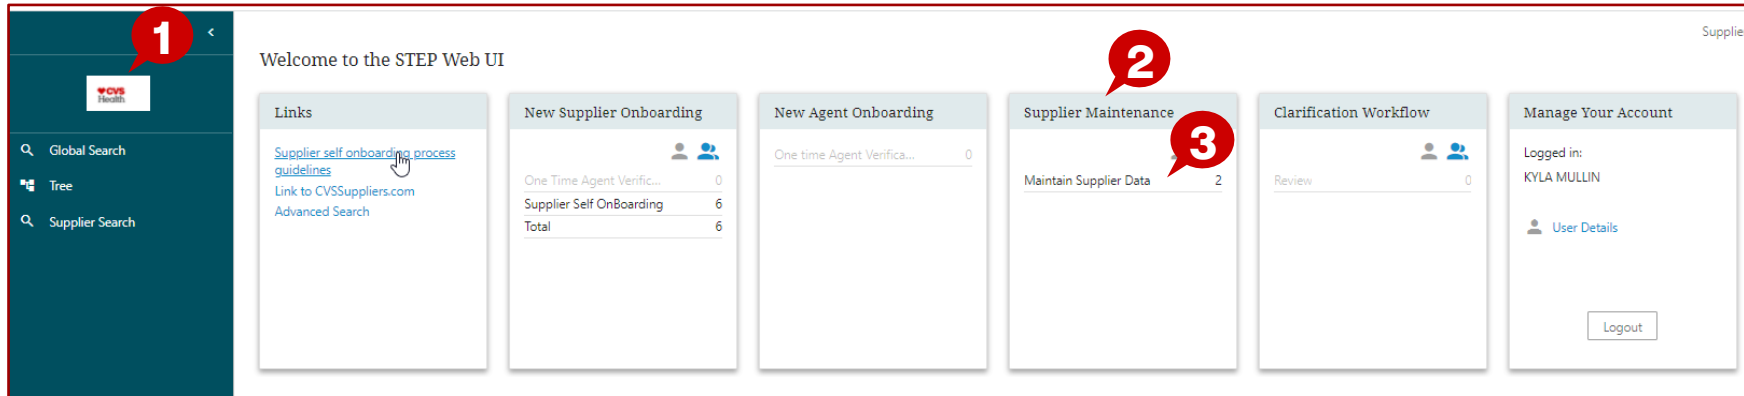 1
<
Supplie
Welcome to the STEP Web UI
2
CVS
Health
Links
New Supplier Onboarding
New Agent Onboarding
Supplier Maintenance
Clarification Workflow
Manage Your Account
3
Global Search
Tree
Supplier Search
Supplier self onboarding process
guidelines
Link to CVSSuppliers.com
Advanced Search
One Time Agent Verific... 0
Supplier Self OnBoarding 6
Total 6
One time Agent Verifica... 0
Maintain Supplier Data 2
Review 0
Logged in:
KYLA MULLIN
User Details
Logout